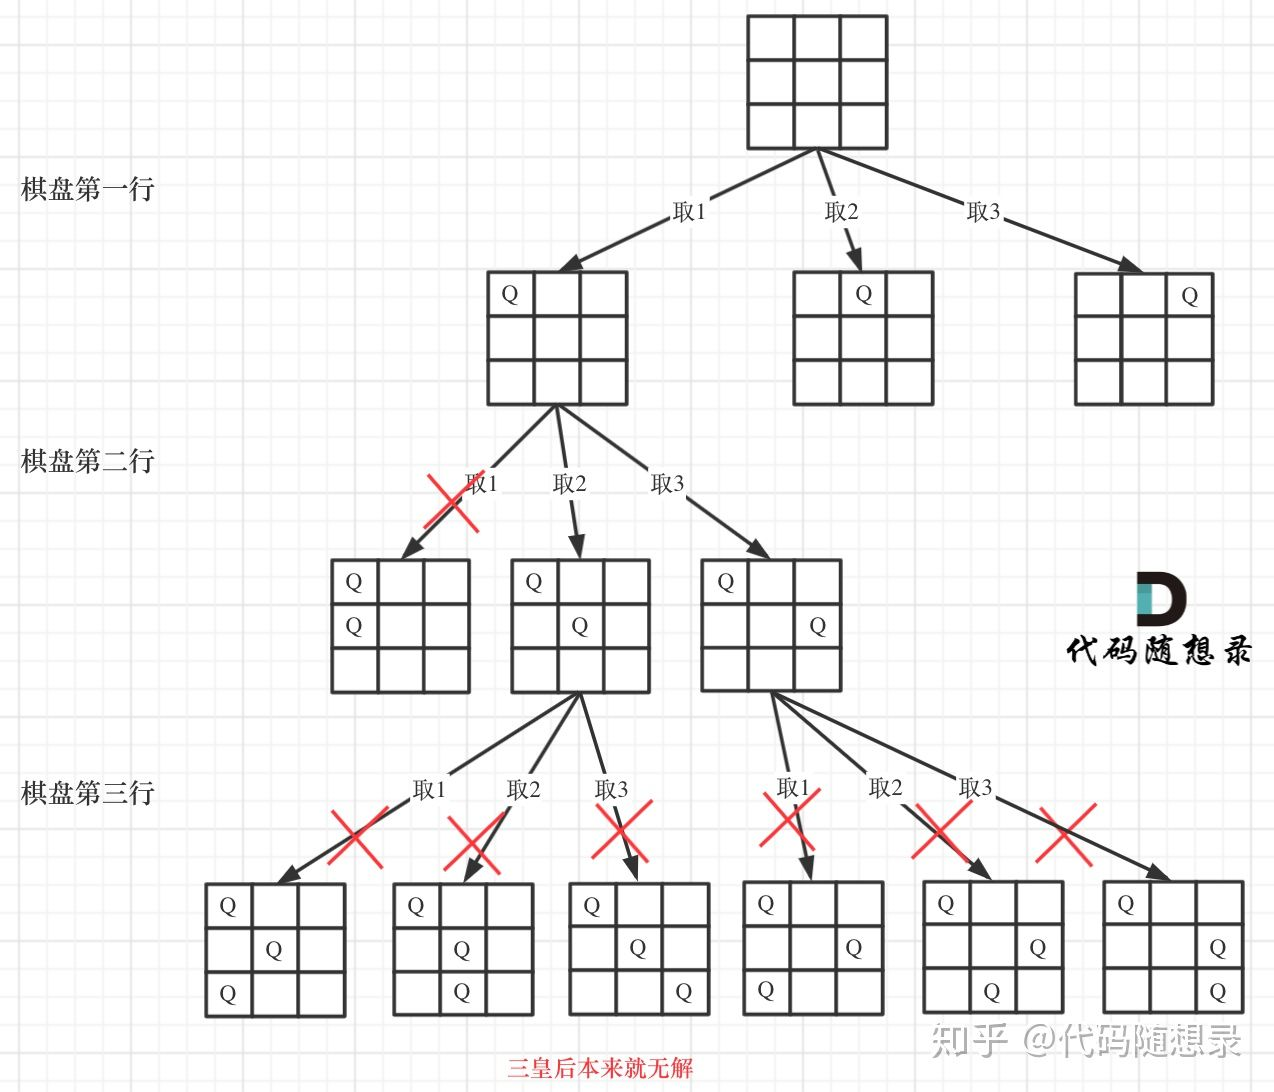 棋盘第一行
取1 取2 取3
Q Q Q
棋盘第二行
取1 取2 取3
Q Q Q
Q Q Q
代码随想录
棋盘第三行
取1 取2 取3 取1 取2 取3
Q Q Q Q Q Q
Q Q Q Q Q Q
Q Q Q Q Q Q
知乎 @代码随想录
三皇后本来就无解